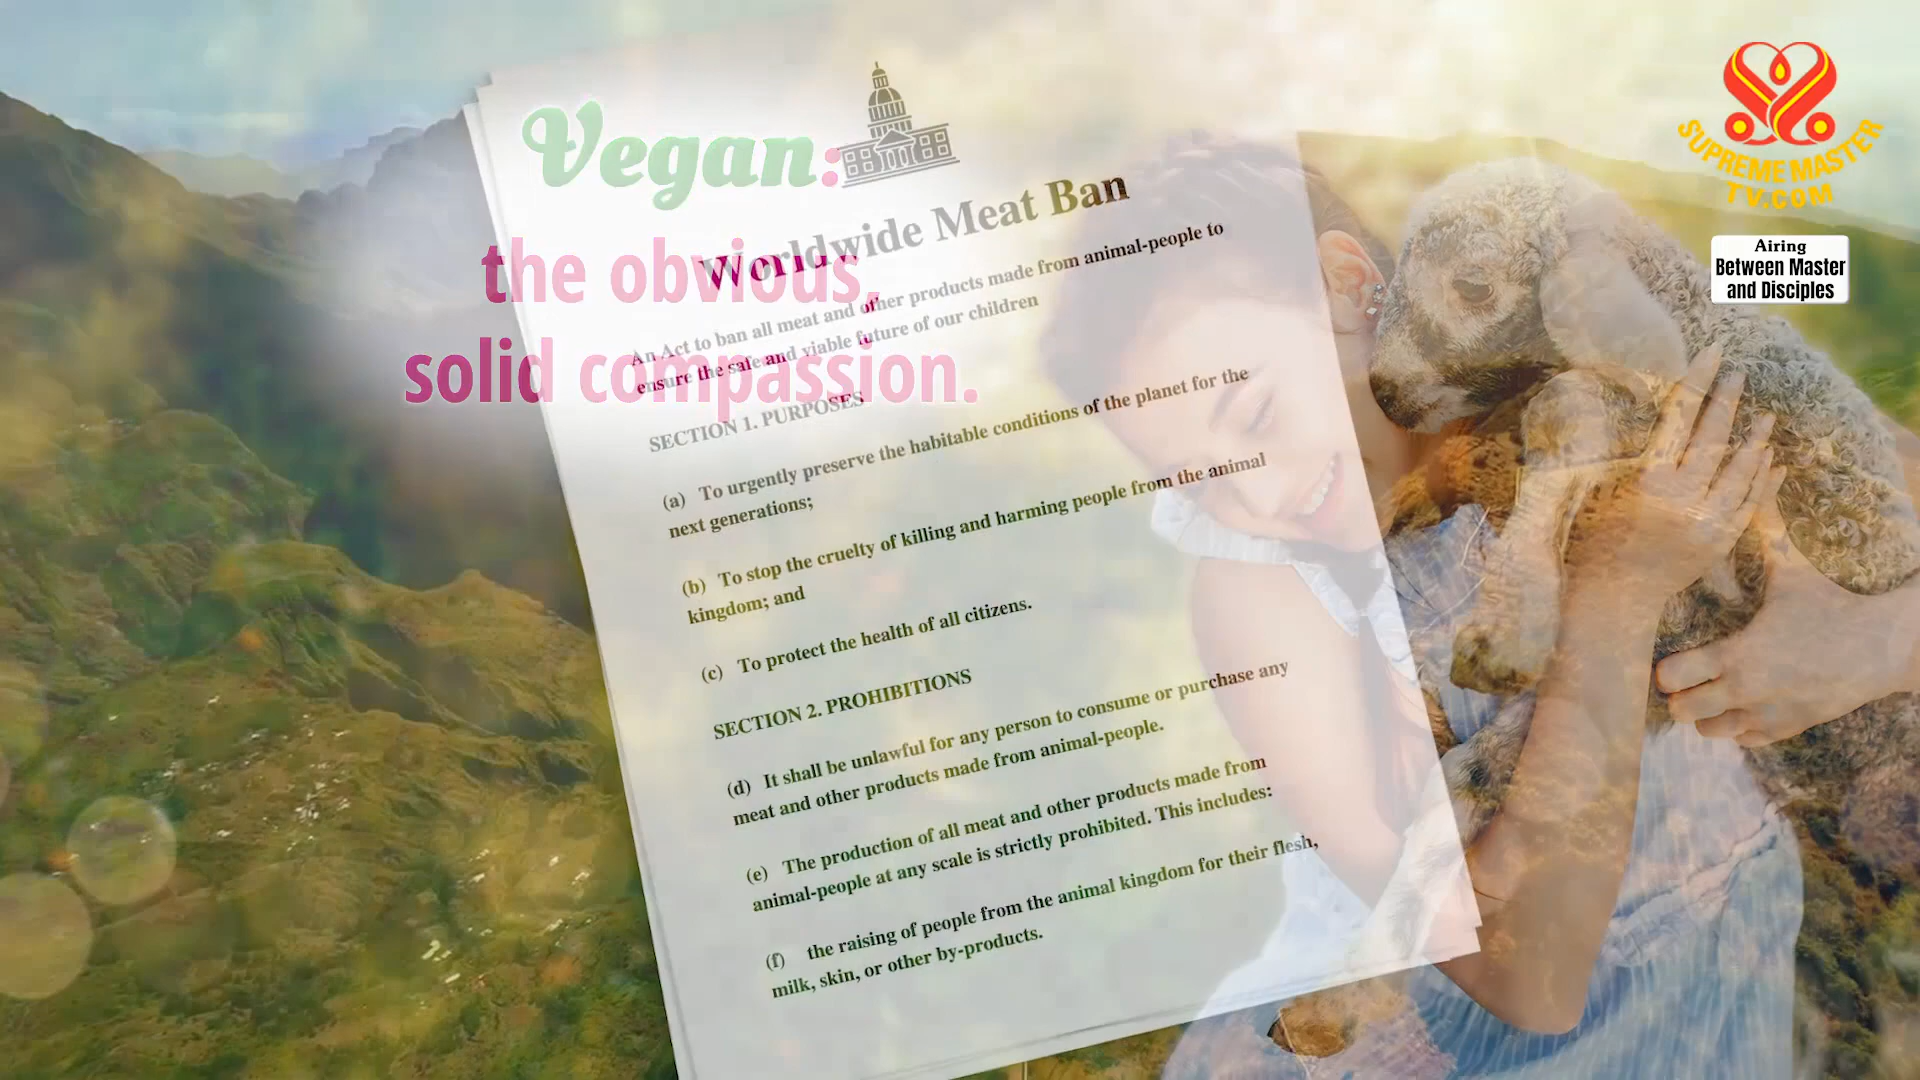 Vegan:
the obvious,
solid compassion.
Worldwide Meat Ban
An Act to ban all meat and other products made from animal-people to
ensure the safe and viable future of our children
SECTION 1. PURPOSES
(a) To urgently preserve the habitable conditions of the planet for the
next generations;
(b) To stop the cruelty of killing and harming people from the animal
kingdom; and
(c) To protect the health of all citizens.
SECTION 2. PROHIBITIONS
(d) It shall be unlawful for any person to consume or purchase any
meat and other products made from animal-people.
(e) The production of all meat and other products made from
animal-people at any scale is strictly prohibited. This includes:
(f) the raising of people from the animal kingdom for their flesh,
milk, skin, or other by-products.
SUPREME MASTER
TV.COM
Airing
Between Master
and Disciples